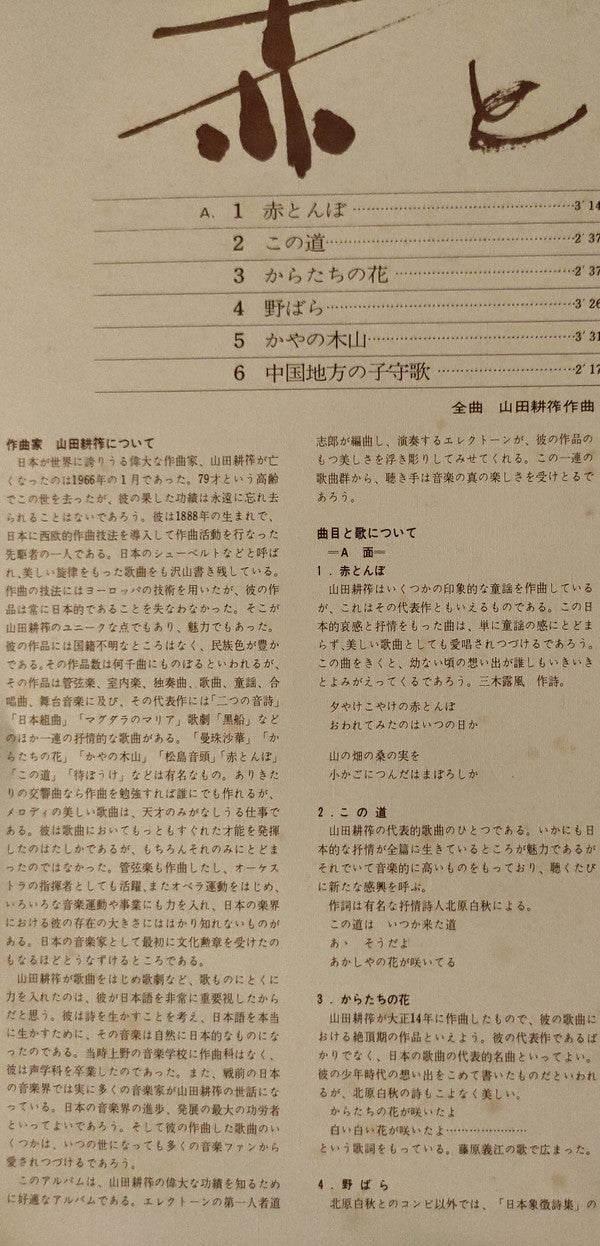 赤と
A. 1 赤とんぼ…………………………3′14
2 この道…………………………2′37
3 からたちの花…………………………2′37
4 野ばら…………………………3′26
5 かやの木山…………………………3′31
6 中国地方の子守歌…………………………2′17
全曲 山田耕筰作曲
作曲家 山田耕筰について
日本が世界に誇りうる偉大な作曲家、山田耕筰が亡
くなったのは1966年の1月であった。79才という高齢
でこの世を去ったが、彼の果した功績は永遠に忘れ去
られることはないであろう。彼は1888年の生まれで、
日本に西欧的作曲技法を導入して作曲活動を行なった
先駆者の一人である。日本のシューベルトなどと呼ば
れ、美しい旋律をもった歌曲をも沢山書き残している。
作曲の技法にはヨーロッパの技術を用いたが、彼の作
品は常に日本的であることを失なわなかった。そこが
山田耕筰のユニークな点でもあり、魅力でもあった。
彼の作品には国籍不明なところはなく、民族色が豊か
である。その作品数は何千曲にものぼるといわれるが、
その作品は管弦楽、室内楽、独奏曲、歌曲、童謡、合
唱曲、舞台音楽に及び、その代表作には「二つの音詩」
「日本組曲」「マグダラのマリア」歌劇「黒船」など
のほか一連の抒情的な歌曲がある。「曼珠沙華」「か
らたちの花」「かやの木山」「松島音頭」「赤とんぼ」
「この道」「待ぼうけ」などは有名なもの。ありきた
りの交響曲なら作曲を勉強すれば誰にでも作れるが、
メロディの美しい歌曲は、天才のみがなしうる仕事で
ある。彼は歌曲においてもっともすぐれた才能を発揮
したのはたしかであるが、もちろんそれのみにとどま
ったのではなかった。管弦楽も作曲したし、オーケス
トラの指揮者としても活躍、またオペラ運動をはじめ、
いろいろな音楽運動や事業にも力を入れ、日本の楽界
における彼の存在の大きさにははかり知れないものが
ある。日本の音楽家として最初に文化勲章を受けたの
もなるほどとうなずけるところである。
山田耕筰が歌曲をはじめ歌劇など、歌ものにとくに
力を入れたのは、彼が日本語を非常に重要視したから
だと思う。彼は詩を生かすことを考え、日本語を本当
に生かすために、その音楽は自然に日本的なものにな
ったのである。当時上野の音楽学校に作曲科はなく、
彼は声学科を卒業したのであった。また、戦前の日本
の音楽界では実に多くの音楽家が山田耕筰の世話にな
っている。日本の音楽界の進歩、発展の最大の功労者
といってよいであろう。そして彼の作曲した歌曲のい
くつかは、いつの世になっても多くの音楽ファンから
愛されつづけるであろう。
このアルバムは、山田耕筰の偉大な功績を知るため
に好適なアルバムである。エレクトーンの第一人者道
志郎が編曲し、演奏するエレクトーンが、彼の作品の
もつ美しさを浮き彫りしてみせてくれる。この一連の
歌曲群から、聴き手は音楽の真の楽しさを受けとるで
あろう。
曲目と歌について
═A 面═
1. 赤とんぼ
山田耕筰はいくつかの印象的な童謡を作曲している
が、これはその代表作ともいえるものである。この日
本的哀感と抒情をもった曲は、単に童謡の感にとどま
らず、美しい歌曲としても愛唱されつづけるであろう。
この曲をきくと、幼ない頃の想い出が誰しもいきいき
とよみがえってくるであろう。三木露風 作詩。
夕やけこやけの赤とんぼ
おわれてみたのはいつの日か
山の畑の桑の実を
小かごにつんだはまぼろしか
2. この道
山田耕筰の代表的歌曲のひとつである。いかにも日
本的な抒情が全篇に生きているところが魅力であるが
それでいて音楽的に高いものをもっており、聴くたび
に新たな感興を呼ぶ。
作詞は有名な抒情詩人北原白秋による。
この道は いつか来た道
あゝ そうだよ
あかしやの花が咲いてる
3. からたちの花
山田耕筰が大正14年に作曲したもので、彼の歌曲に
おける絶頂期の作品といえよう。彼の代表作であるば
かりでなく、日本の歌曲の代表的名曲といってよい。
彼の少年時代の想い出をこめて書いたものだといわれ
るが、北原白秋の詩もこよなく美しい。
からたちの花が咲いたよ
白い白い花が咲いたよ…………………
という歌詞をもっている。藤原義江の歌で広まった。
4. 野ばら
北原白秋とのコンビ以外では、「日本象徴詩集」の